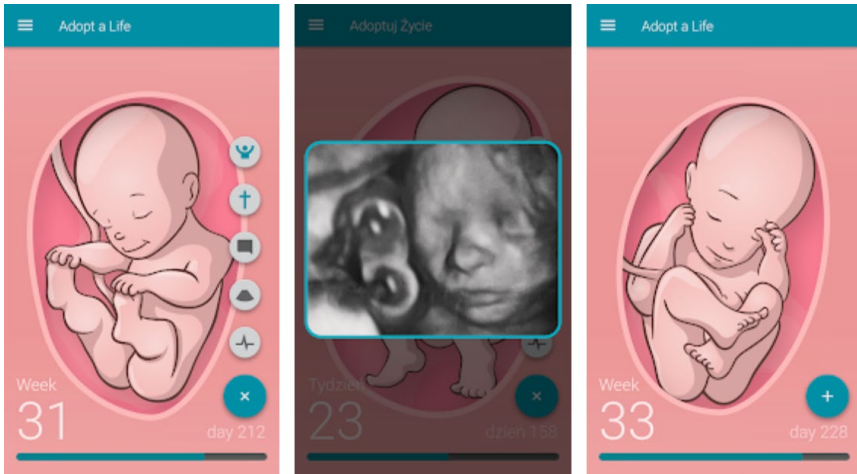 Adopt a Life
Week
31
day 212
Adoptuj Życie
Tydzień
23
dzień 158
Adopt a Life
Week
33
day 228